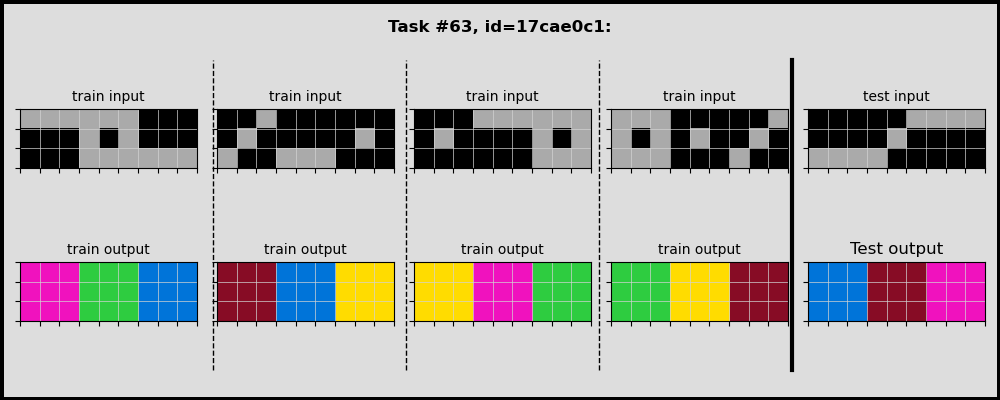 Task #63, id=17cae0c1:
train input train input train input train input test input
train output train output train output train output Test output